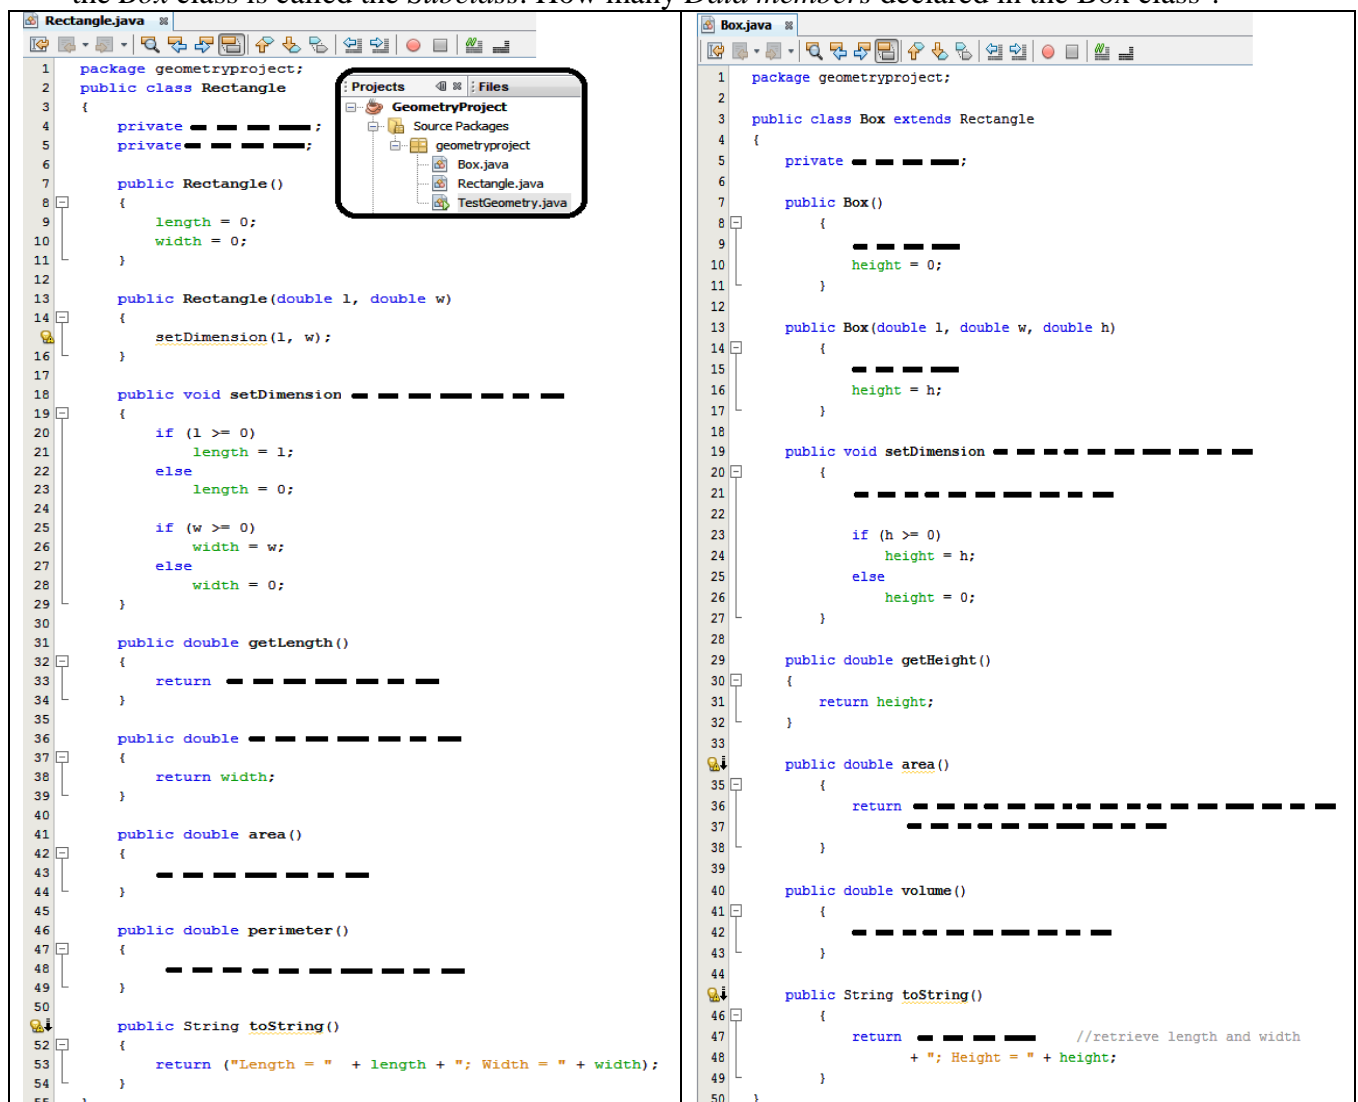 the Box class is called the Subclass. How many Data members declared in the Box class ?
Rectangle.java
1 package geometryproject;
2 public class Rectangle
3 {
4 private ;
5 private ;
6
7 public Rectangle()
8 {
9 length = 0;
10 width = 0;
11 }
12
13 public Rectangle(double l, double w)
14 {
setDimension(l, w);
16 }
17
18 public void setDimension
19 {
20 if (l >= 0)
21 length = l;
22 else
23 length = 0;
24
25 if (w >= 0)
26 width = w;
27 else
28 width = 0;
29 }
30
31 public double getLength()
32 {
33 return
34 }
35
36 public double
37 {
38 return width;
39 }
40
41 public double area()
42 {
43
44 }
45
46 public double perimeter()
47 {
48
49 }
50
public String toString()
52 {
53 return ("Length = " + length + "; Width = " + width);
54 }
55 }
Projects Files
GeometryProject
Source Packages
geometryproject
Box.java
Rectangle.java
TestGeometry.java
Box.java
1 package geometryproject;
2
3 public class Box extends Rectangle
4 {
5 private ;
6
7 public Box()
8 {
9
10 height = 0;
11 }
12
13 public Box(double l, double w, double h)
14 {
15
16 height = h;
17 }
18
19 public void setDimension
20 {
21
22
23 if (h >= 0)
24 height = h;
25 else
26 height = 0;
27 }
28
29 public double getHeight()
30 {
31 return height;
32 }
33
public double area()
35 {
36 return
37
38 }
39
40 public double volume()
41 {
42
43 }
44
public String toString()
46 {
47 return //retrieve length and width
48 + "; Height = " + height;
49 }
50 }